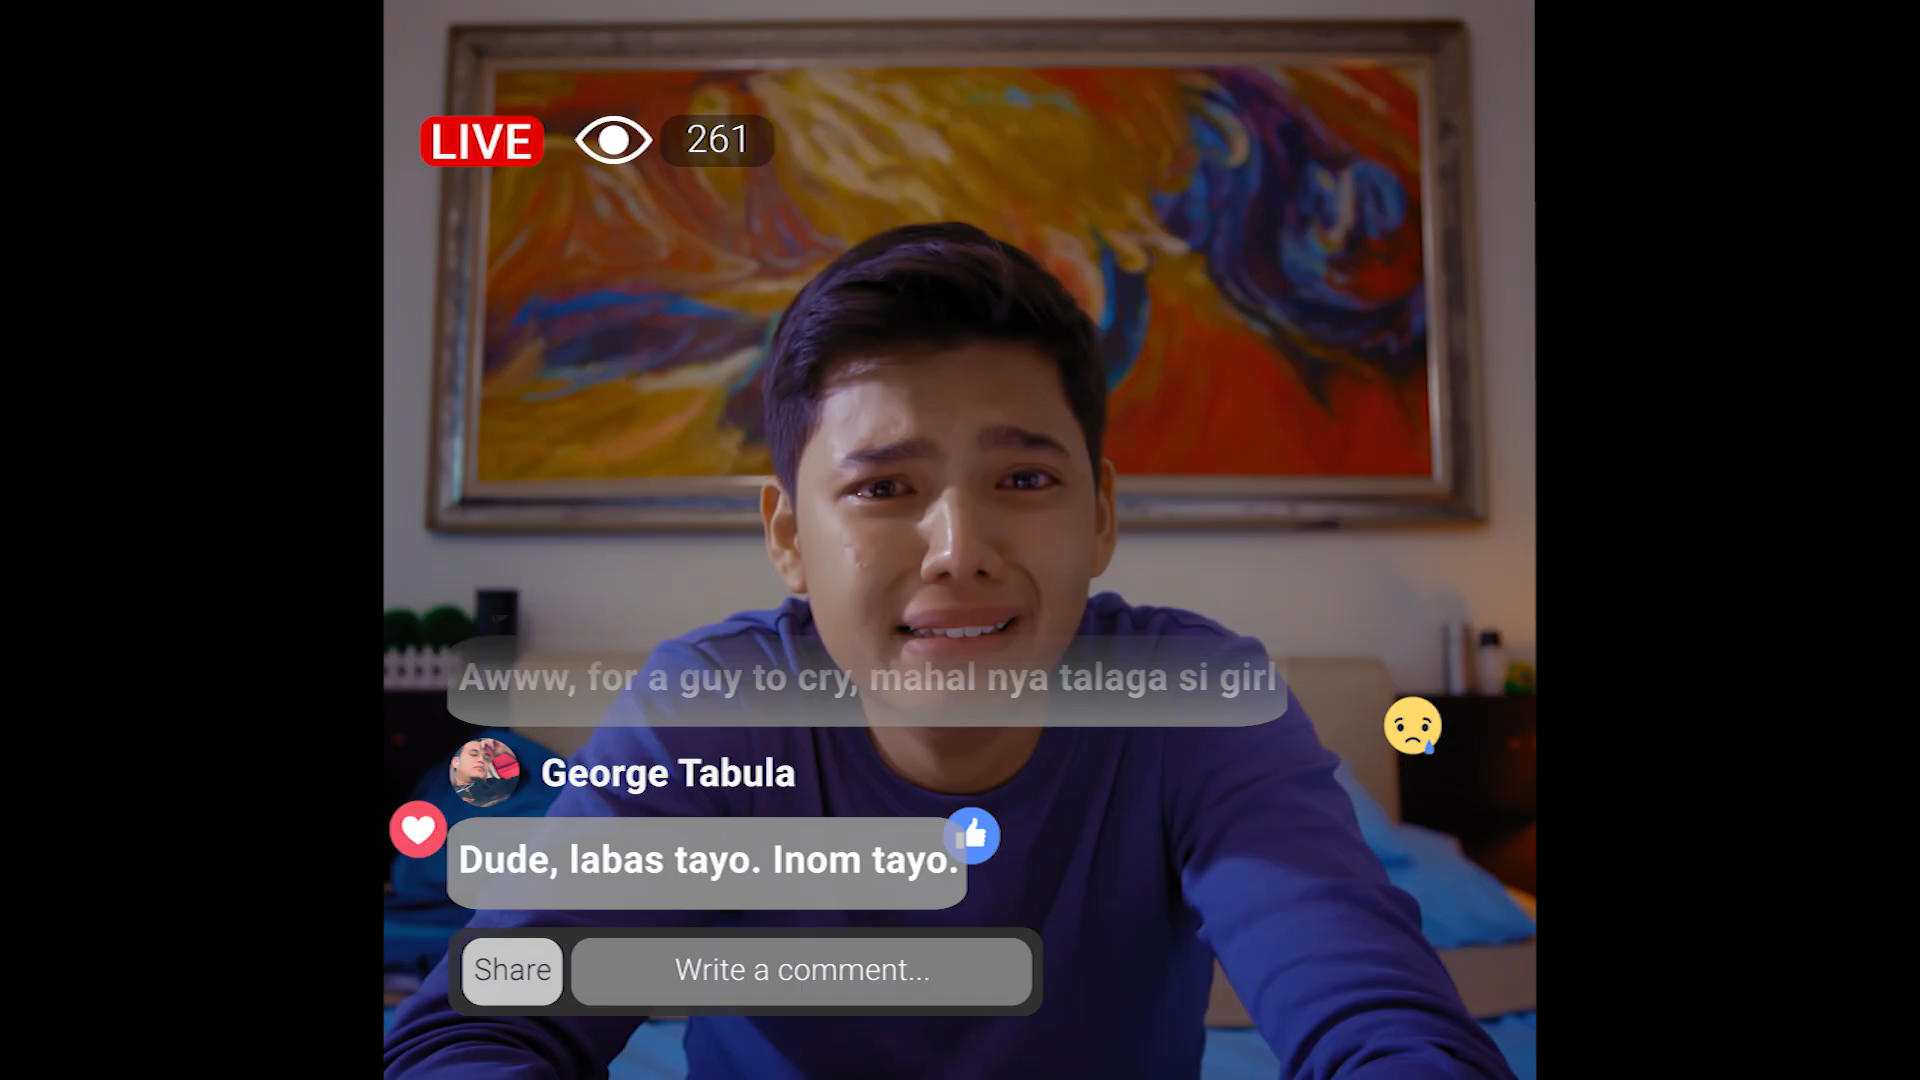 LIVE 261
Awww, for a guy to cry, mahal nya talaga si girl
George Tabula
Dude, labas tayo. Inom tayo.
Share Write a comment...